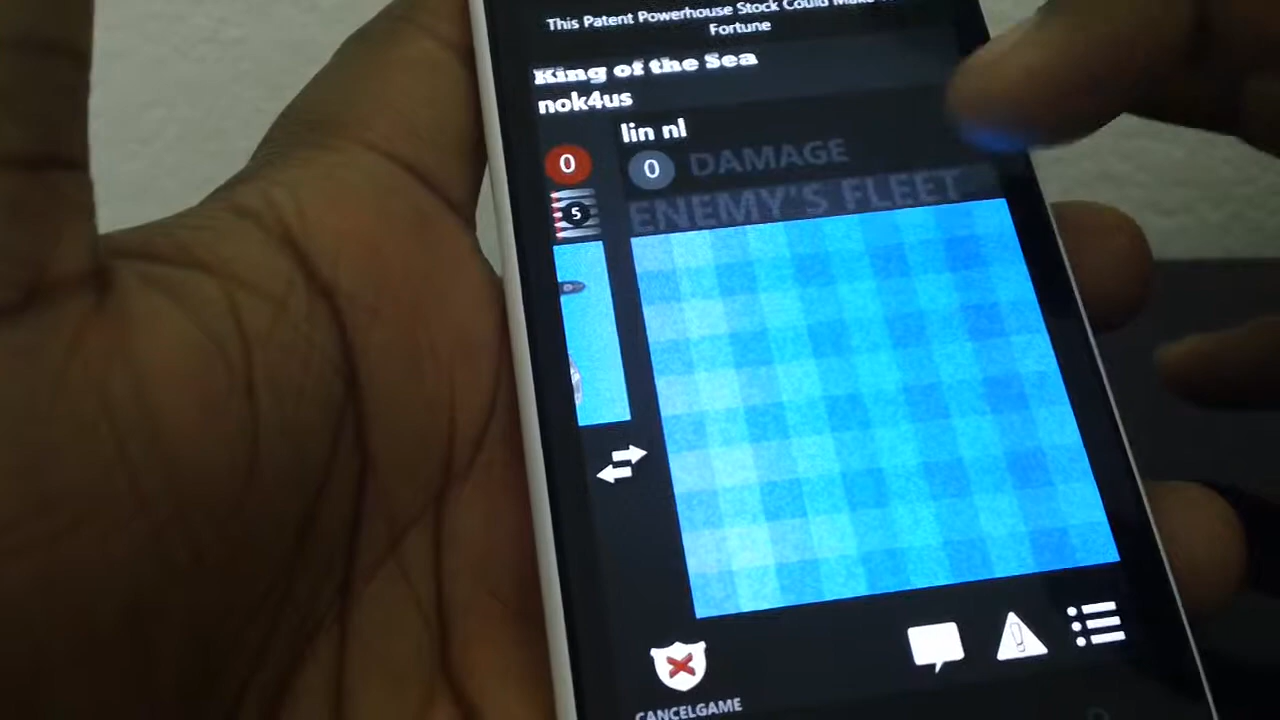 This Patent Powerhouse Stock Could
Fortune
King of the Sea
nok4us
lin nl
0
0 DAMAGE
5
ENEMY'S FLEET
CANCELGAME